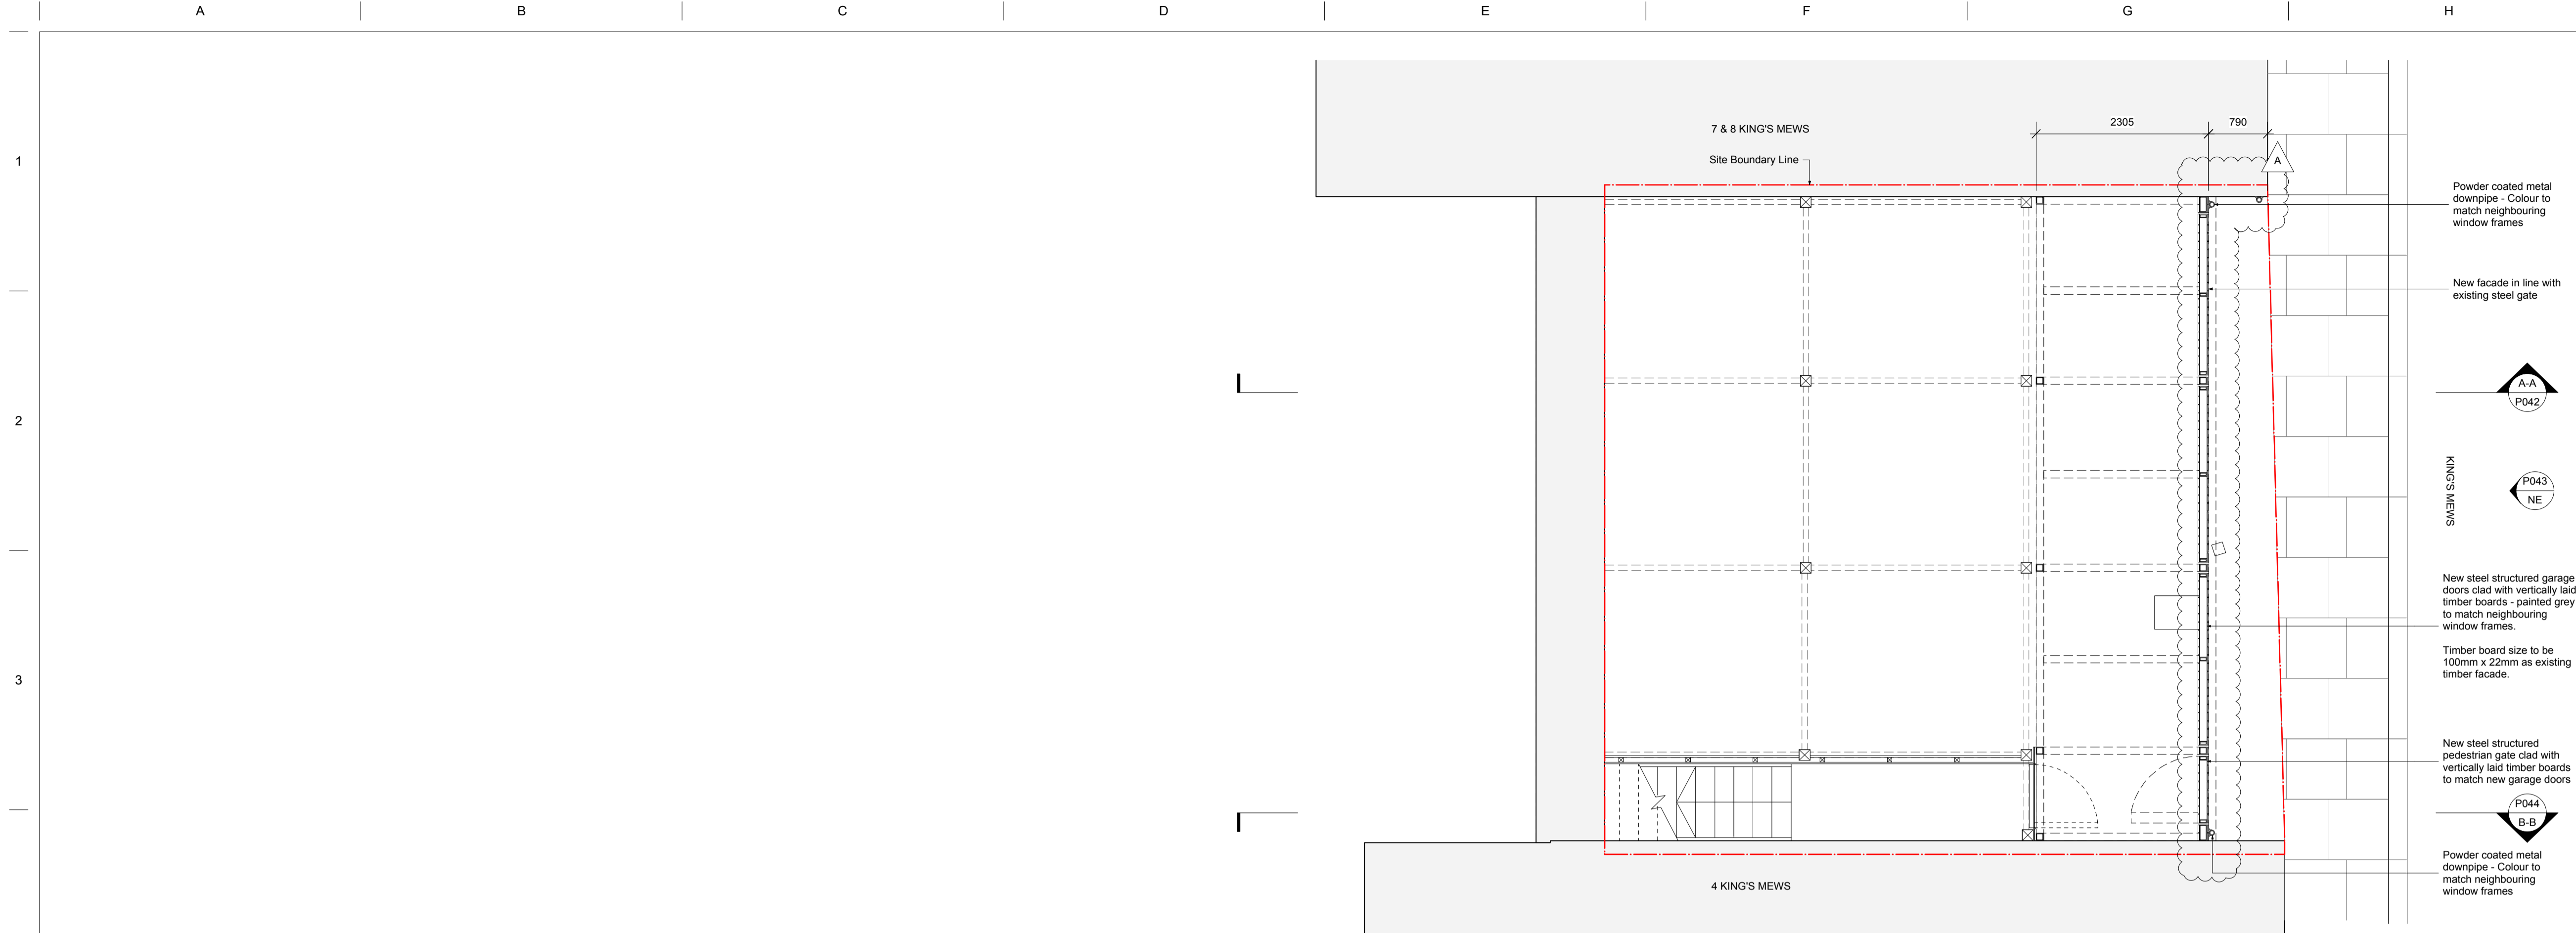 A B C D E F G H
1
2
3
7 & 8 KING'S MEWS
Site Boundary Line
2305
790
A
Powder coated metal
downpipe - Colour to
match neighbouring
window frames
New facade in line with
existing steel gate
A-A
P042
KING'S MEWS
P043
NE
New steel structured garage
doors clad with vertically laid
timber boards - painted grey
to match neighbouring
window frames.
Timber board size to be
100mm x 22mm as existing
timber facade.
New steel structured
pedestrian gate clad with
vertically laid timber boards
to match new garage doors
P044
B-B
Powder coated metal
downpipe - Colour to
match neighbouring
window frames
4 KING'S MEWS